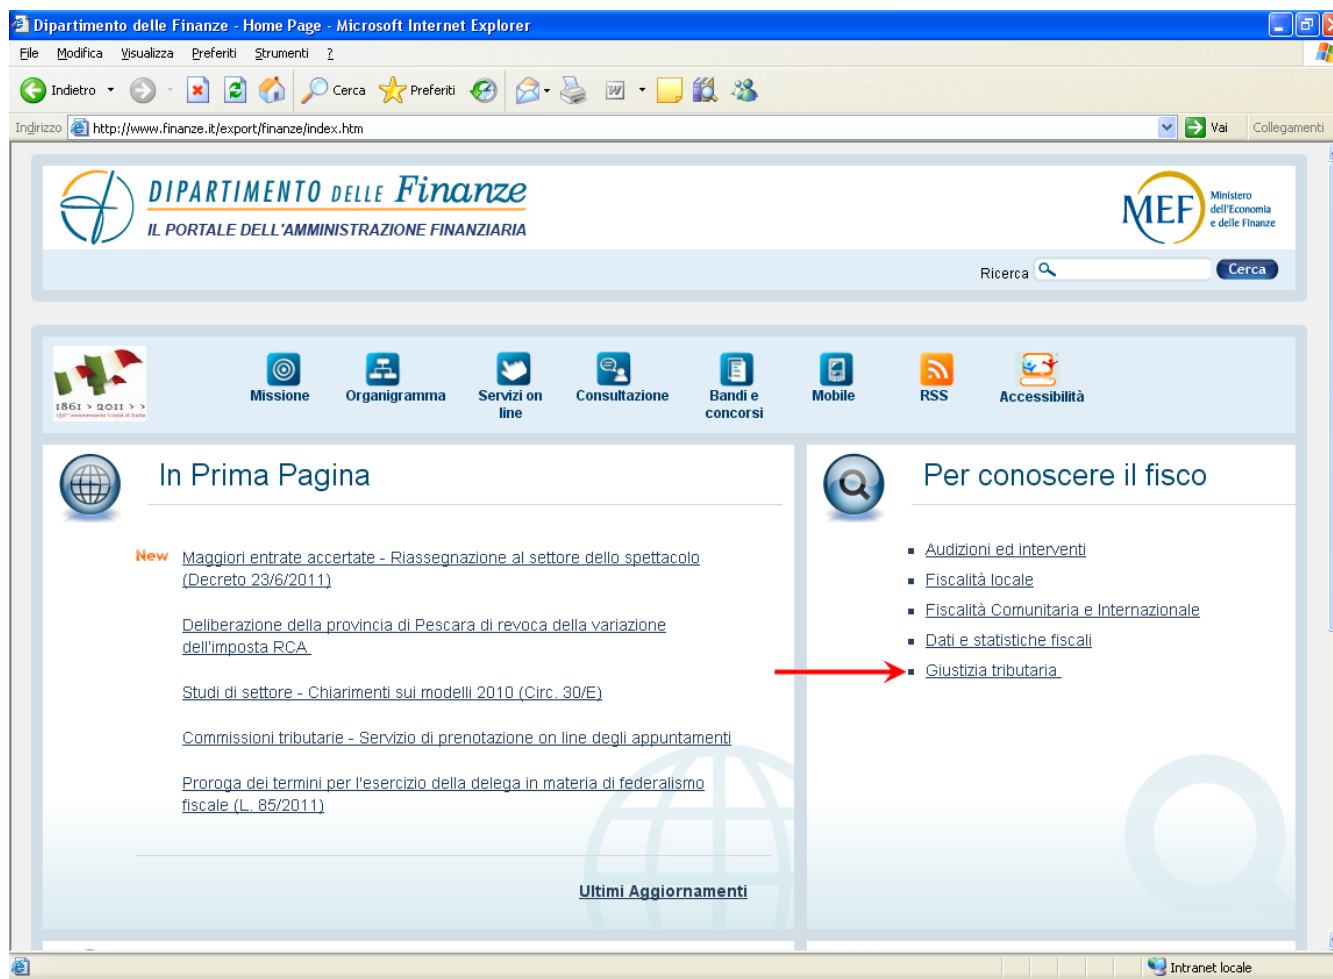 Dipartimento delle Finanze - Home Page - Microsoft Internet Explorer
File Modifica Visualizza Preferiti Strumenti ?
Indietro Cerca Preferiti
Indirizzo http://www.finanze.it/export/finanze/index.htm Vai Collegamenti
DIPARTIMENTO DELLE Finanze
IL PORTALE DELL'AMMINISTRAZIONE FINANZIARIA
MEF Ministero
dell'Economia
e delle Finanze
Ricerca Cerca
1861 > 2011 > >
150° anniversario Unità d'Italia
Missione
Organigramma
Servizi on
line
Consultazione
Bandi e
concorsi
Mobile
RSS
Accessibilità
In Prima Pagina
New Maggiori entrate accertate - Riassegnazione al settore dello spettacolo
(Decreto 23/6/2011)
Deliberazione della provincia di Pescara di revoca della variazione
dell'imposta RCA
Studi di settore - Chiarimenti sui modelli 2010 (Circ. 30/E)
Commissioni tributarie - Servizio di prenotazione on line degli appuntamenti
Proroga dei termini per l'esercizio della delega in materia di federalismo
fiscale (L. 85/2011)
Ultimi Aggiornamenti
Per conoscere il fisco
Audizioni ed interventi
Fiscalità locale
Fiscalità Comunitaria e Internazionale
Dati e statistiche fiscali
Giustizia tributaria
Intranet locale